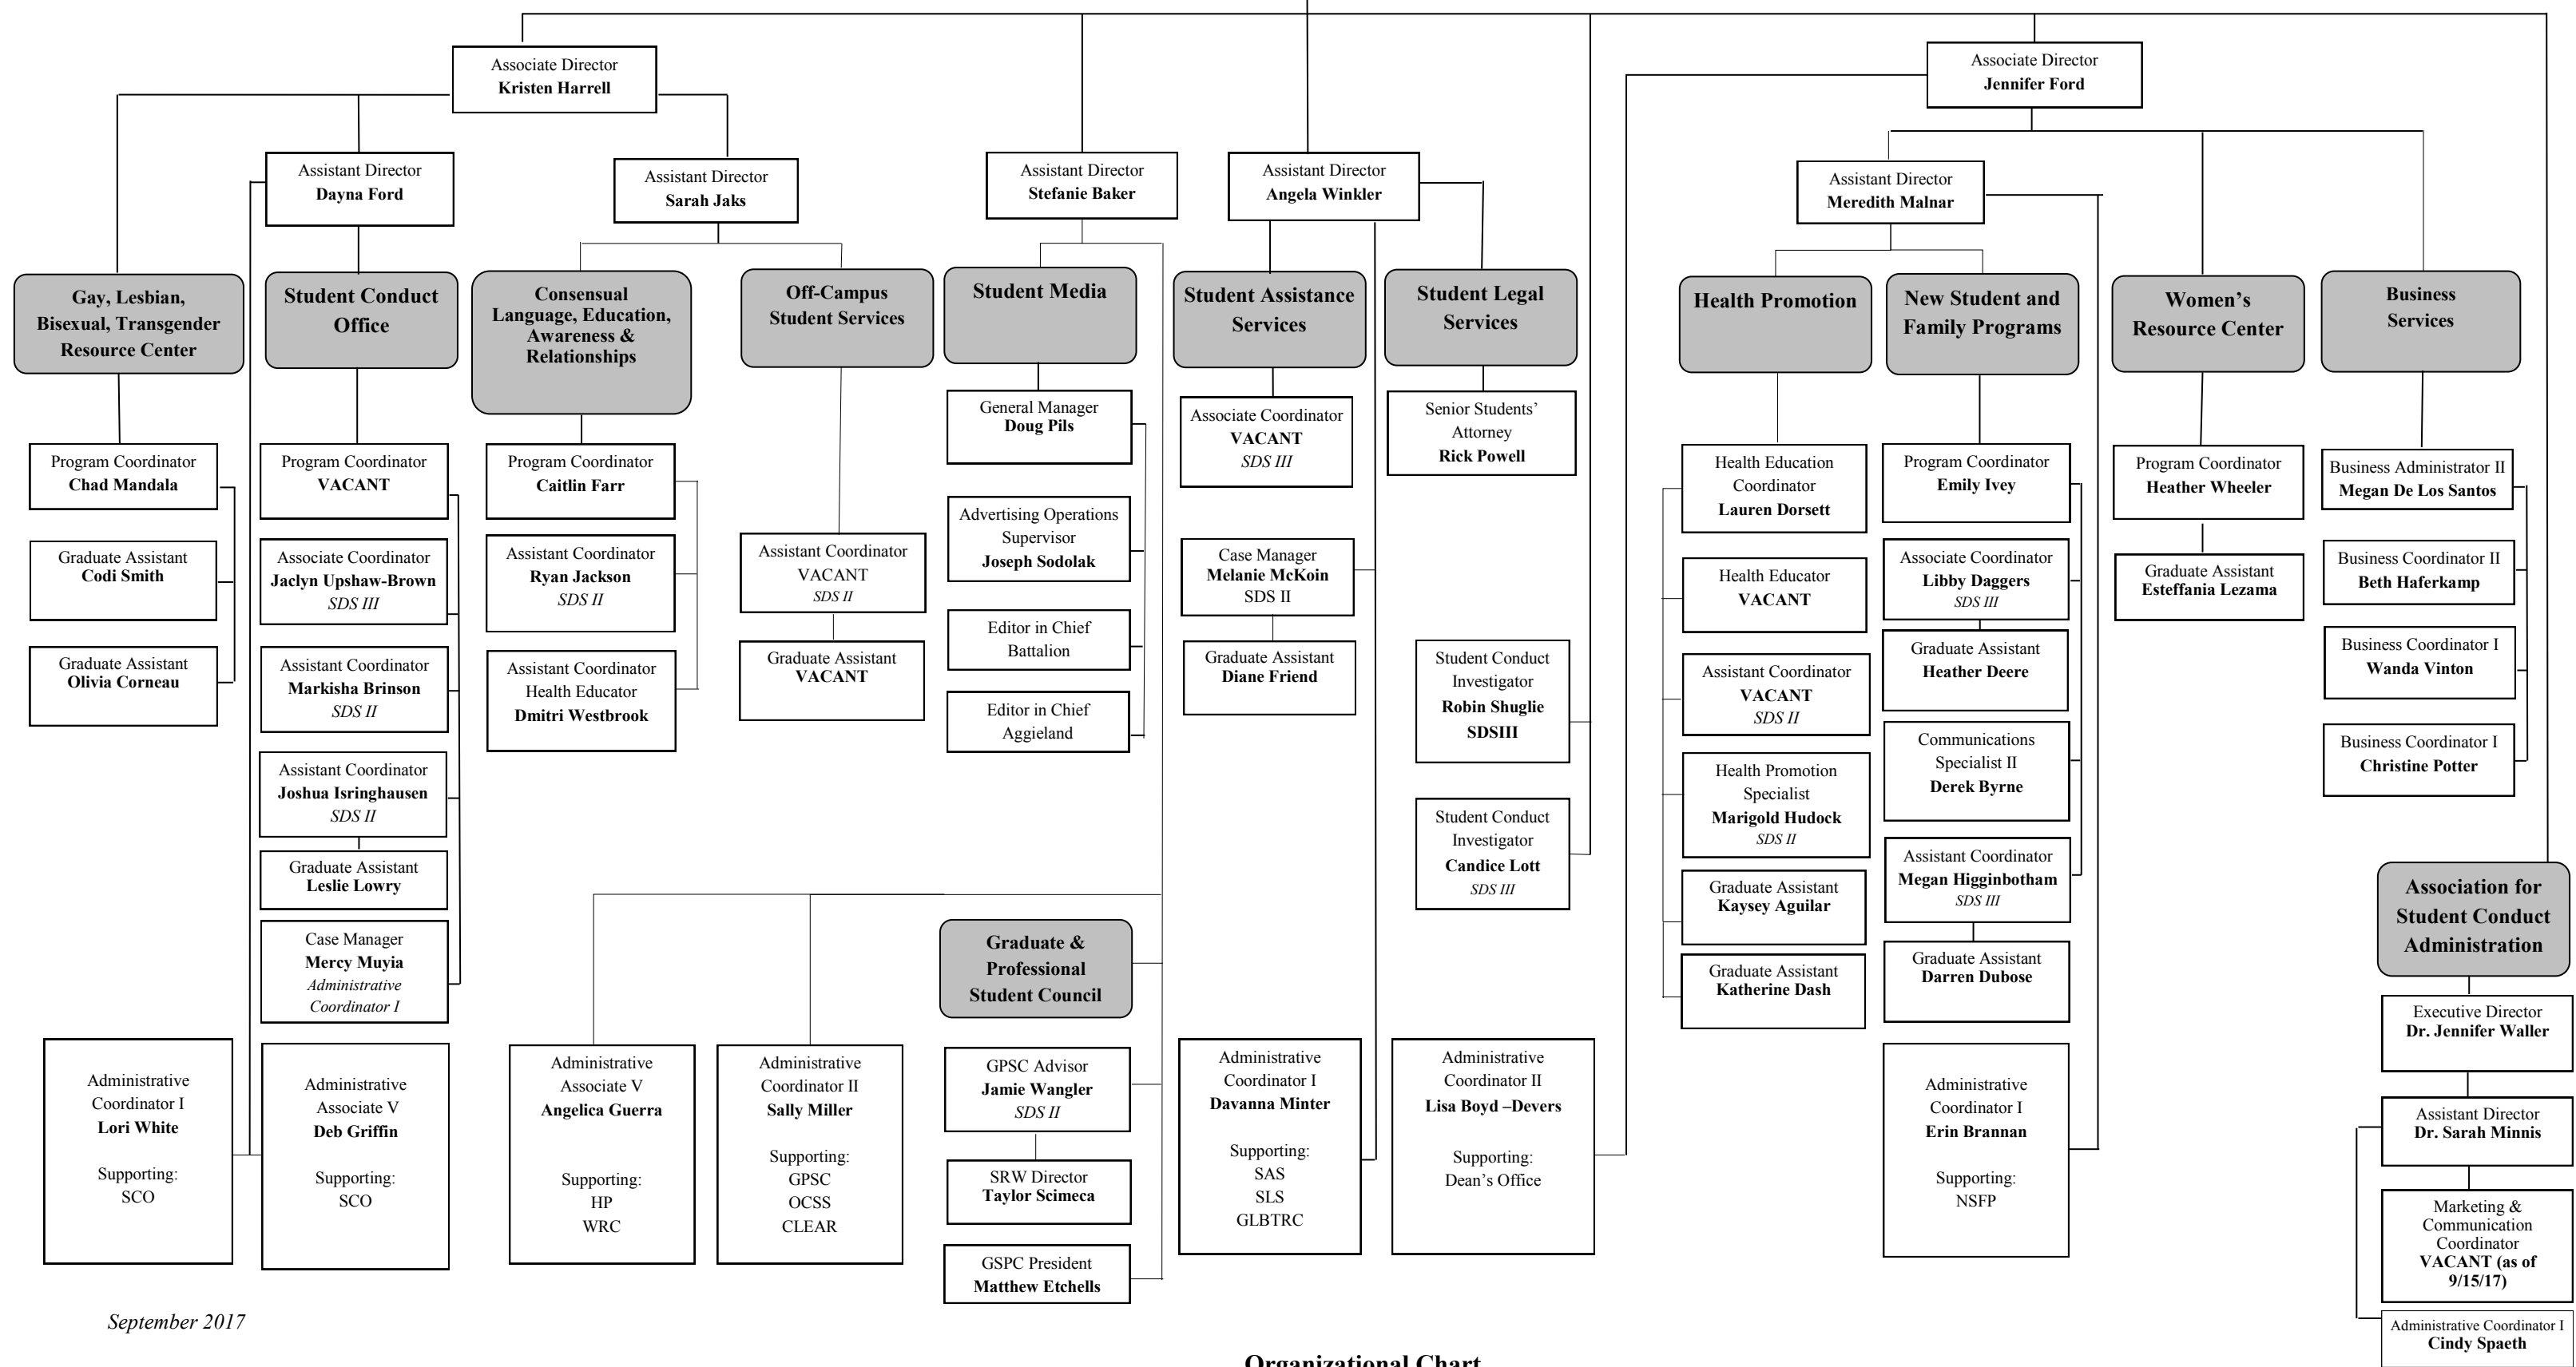 Associate Director
Kristen Harrell
Associate Director
Jennifer Ford
Assistant Director
Dayna Ford
Assistant Director
Sarah Jaks
Assistant Director
Stefanie Baker
Assistant Director
Angela Winkler
Assistant Director
Meredith Malnar
Gay, Lesbian,
Bisexual, Transgender
Resource Center
Program Coordinator
Chad Mandala
Graduate Assistant
Codi Smith
Graduate Assistant
Olivia Corneau
Student Conduct
Office
Program Coordinator
VACANT
Associate Coordinator
Jaclyn Upshaw-Brown
SDS III
Assistant Coordinator
Markisha Brinson
SDS II
Assistant Coordinator
Joshua Isringhausen
SDS II
Graduate Assistant
Leslie Lowry
Case Manager
Mercy Muyia
Administrative
Coordinator I
Administrative
Coordinator I
Lori White
Supporting:
SCO
Administrative
Associate V
Deb Griffin
Supporting:
SCO
Consensual
Language, Education,
Awareness &
Relationships
Program Coordinator
Caitlin Farr
Assistant Coordinator
Ryan Jackson
SDS II
Assistant Coordinator
Health Educator
Dmitri Westbrook
Off-Campus
Student Services
Assistant Coordinator
VACANT
SDS II
Graduate Assistant
VACANT
Student Media
General Manager
Doug Pils
Advertising Operations
Supervisor
Joseph Sodolak
Editor in Chief
Battalion
Editor in Chief
Aggieland
Administrative
Associate V
Angelica Guerra
Supporting:
HP
WRC
Administrative
Coordinator II
Sally Miller
Supporting:
GPSC
OCSS
CLEAR
Graduate &
Professional
Student Council
GPSC Advisor
Jamie Wangler
SDS II
SRW Director
Taylor Scimeca
GSPC President
Matthew Etchells
Student Assistance
Services
Associate Coordinator
VACANT
SDS III
Case Manager
Melanie McKoin
SDS II
Graduate Assistant
Diane Friend
Administrative
Coordinator I
Davanna Minter
Supporting:
SAS
SLS
GLBTRC
Student Legal
Services
Senior Students’
Attorney
Rick Powell
Student Conduct
Investigator
Robin Shuglie
SDSIII
Student Conduct
Investigator
Candice Lott
SDS III
Administrative
Coordinator II
Lisa Boyd –Devers
Supporting:
Dean’s Office
Health Promotion
Health Education
Coordinator
Lauren Dorsett
Health Educator
VACANT
Assistant Coordinator
VACANT
SDS II
Health Promotion
Specialist
Marigold Hudock
SDS II
Graduate Assistant
Kaysey Aguilar
Graduate Assistant
Katherine Dash
New Student and
Family Programs
Program Coordinator
Emily Ivey
Associate Coordinator
Libby Daggers
SDS III
Graduate Assistant
Heather Deere
Communications
Specialist II
Derek Byrne
Assistant Coordinator
Megan Higginbotham
SDS III
Graduate Assistant
Darren Dubose
Administrative
Coordinator I
Erin Brannan
Supporting:
NSFP
Women’s
Resource Center
Program Coordinator
Heather Wheeler
Graduate Assistant
Esteffania Lezama
Business
Services
Business Administrator II
Megan De Los Santos
Business Coordinator II
Beth Haferkamp
Business Coordinator I
Wanda Vinton
Business Coordinator I
Christine Potter
Association for
Student Conduct
Administration
Executive Director
Dr. Jennifer Waller
Assistant Director
Dr. Sarah Minnis
Marketing &
Communication
Coordinator
VACANT (as of
9/15/17)
Administrative Coordinator I
Cindy Spaeth
September 2017
Organizational Chart